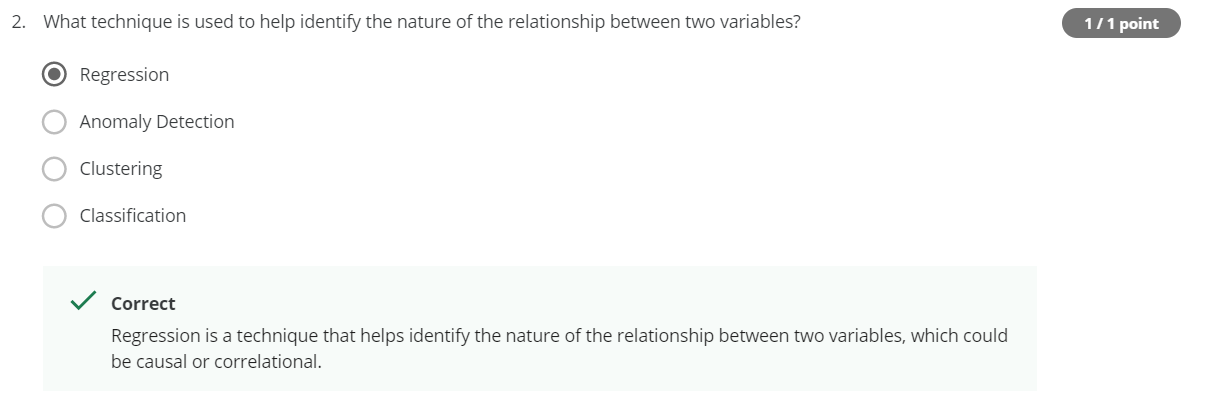 2. What technique is used to help identify the nature of the relationship between two variables?
1 / 1 point
Regression
Anomaly Detection
Clustering
Classification
Correct
Regression is a technique that helps identify the nature of the relationship between two variables, which could
be causal or correlational.